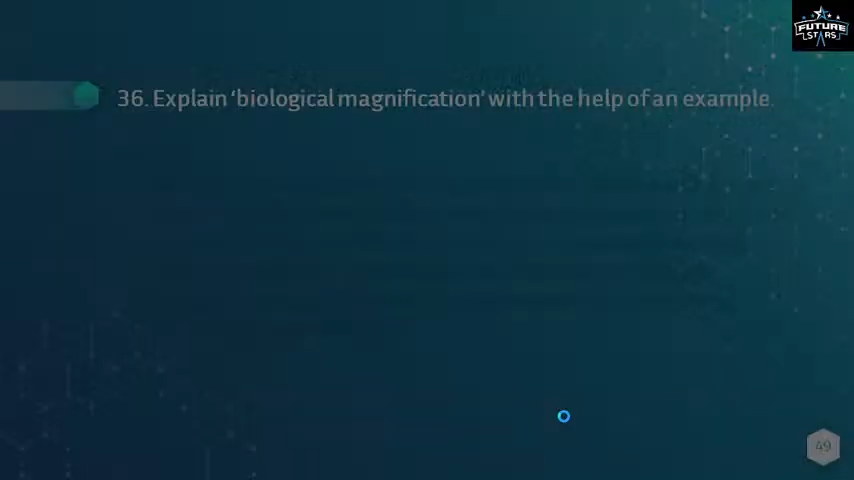 FUTURE
STARS
36. Explain ‘biological magnification’ with the help of an example.
49